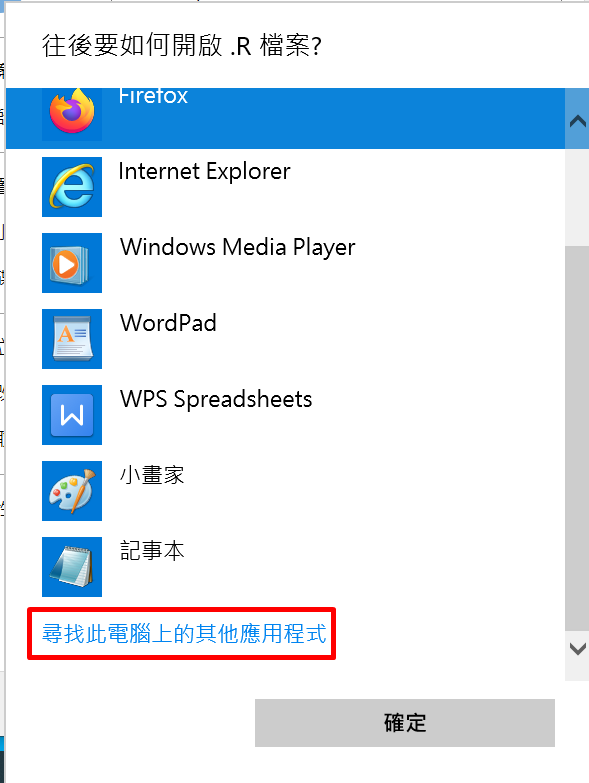 往後要如何開啟 .R 檔案?
Firefox
Internet Explorer
Windows Media Player
WordPad
WPS Spreadsheets
小畫家
記事本
尋找此電腦上的其他應用程式
確定